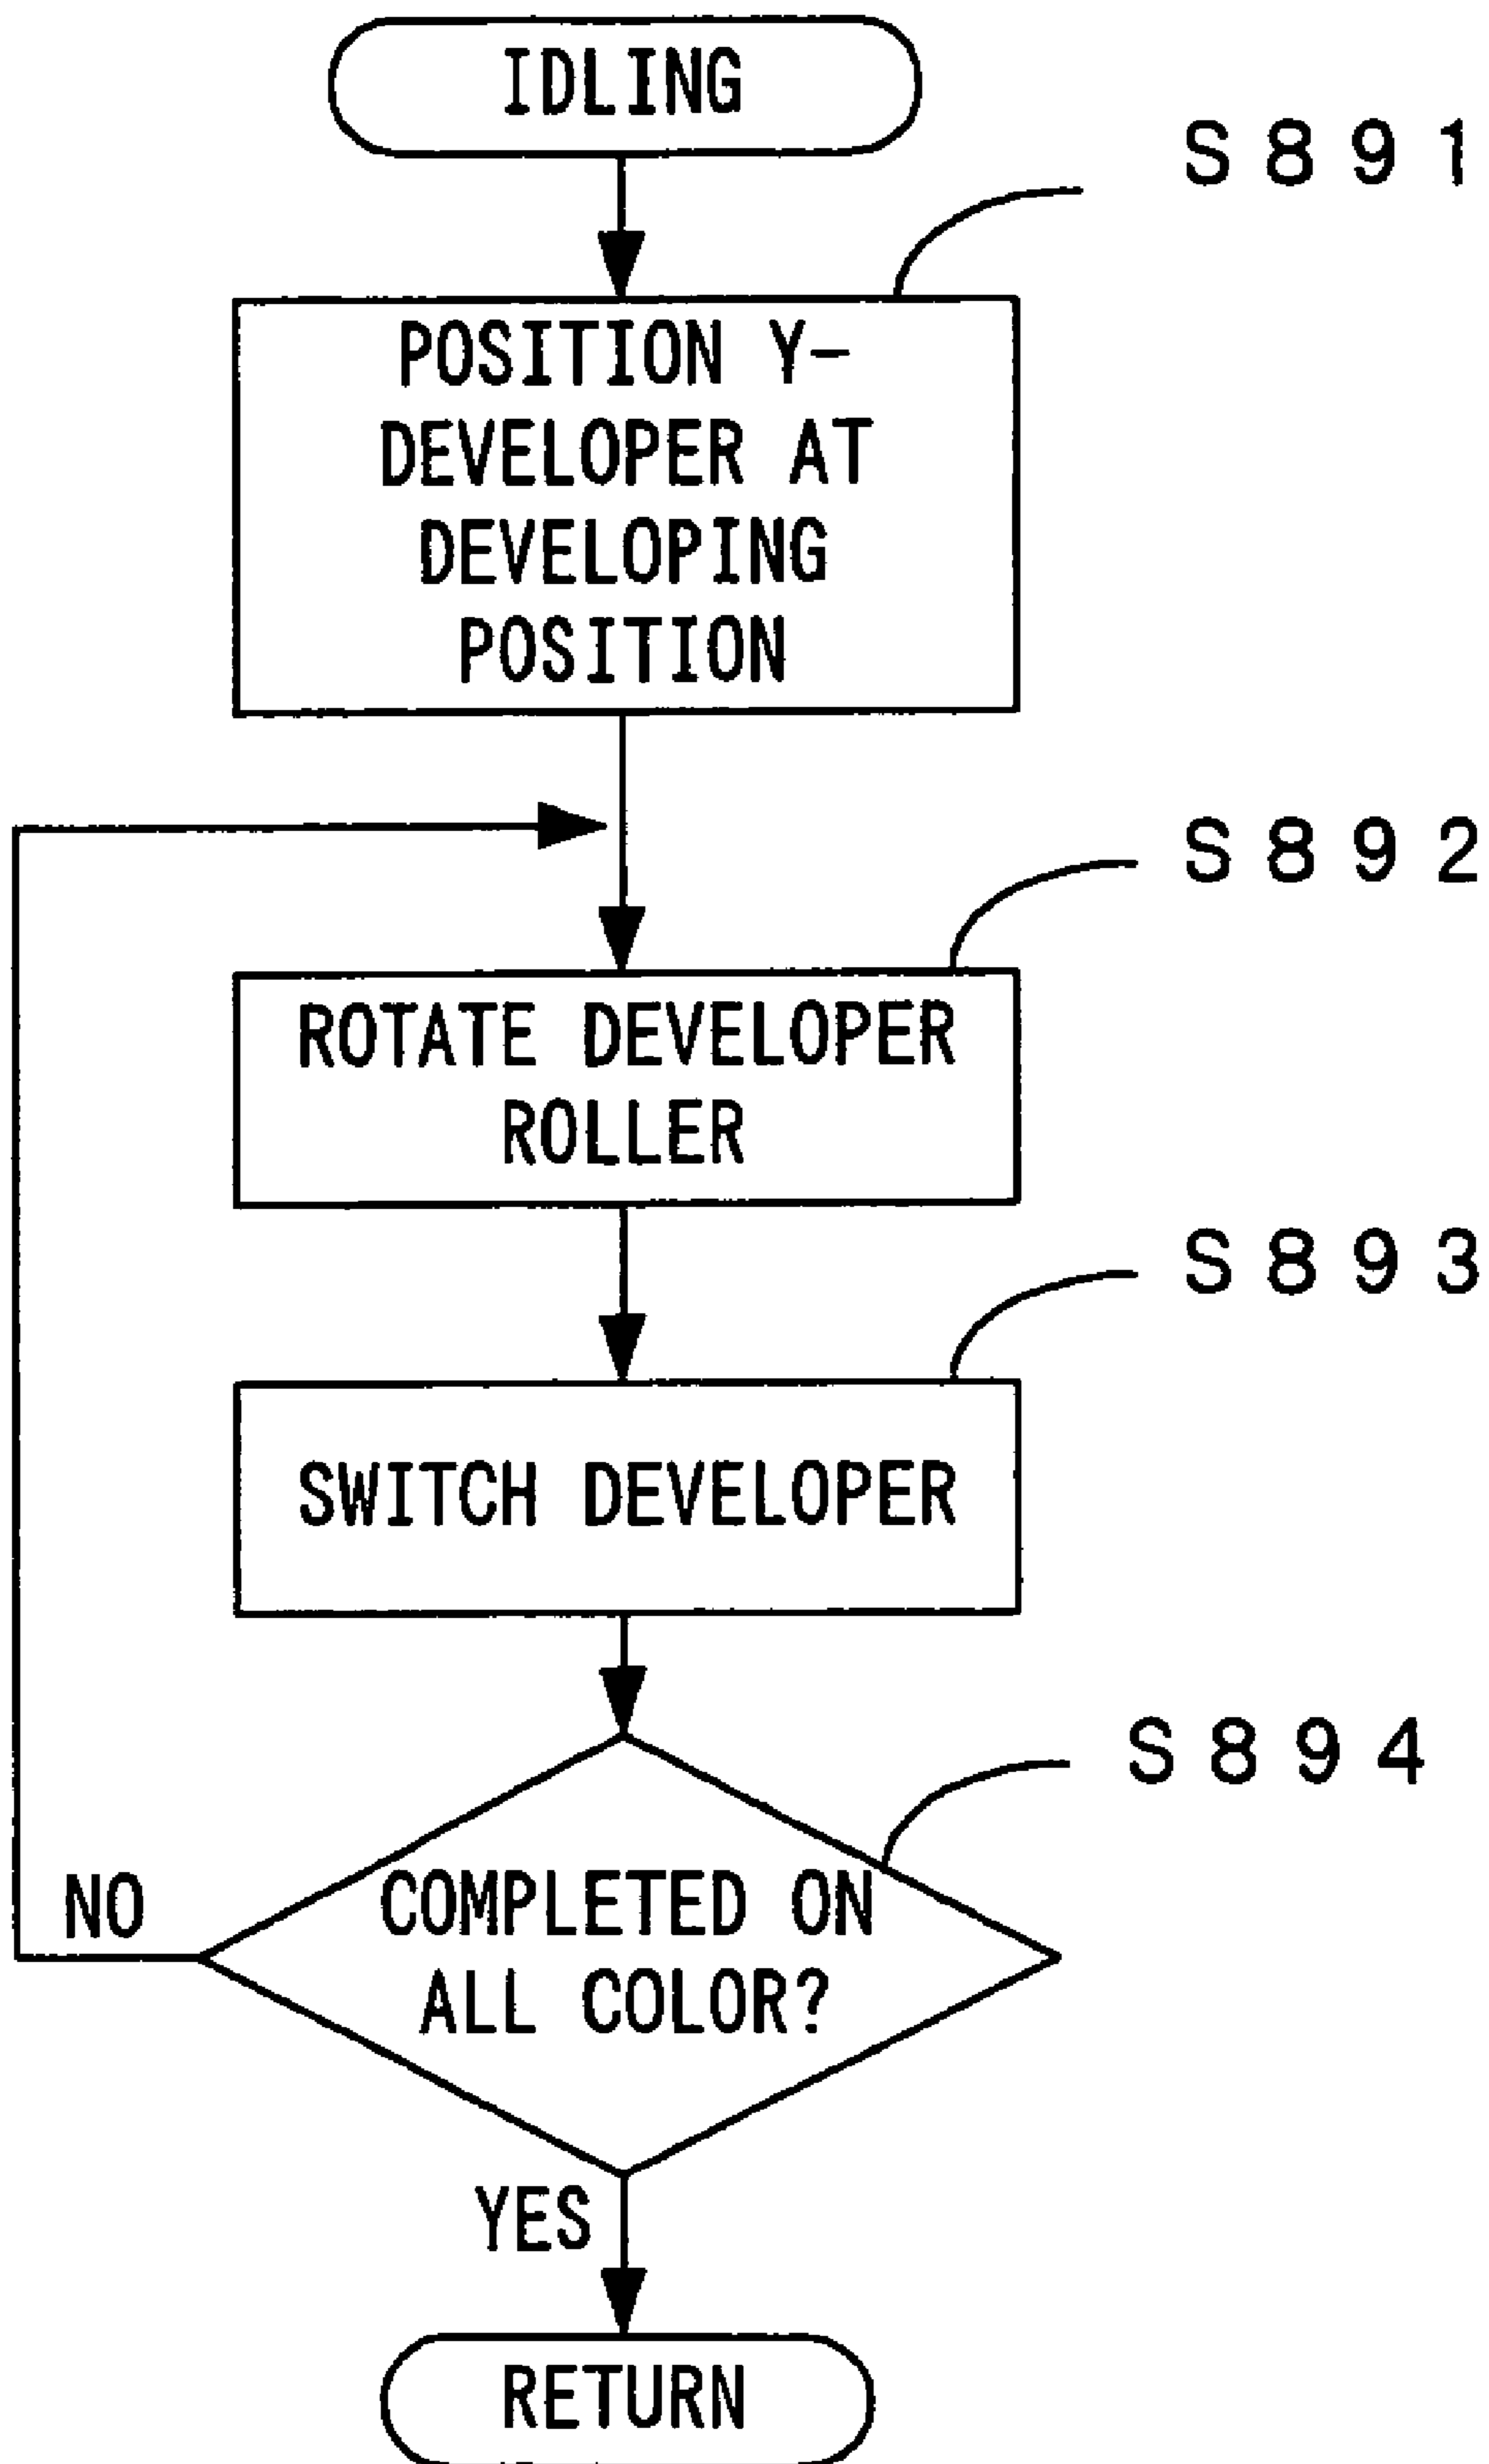 IDLING
S891
POSITION Y-
DEVELOPER AT
DEVELOPING
POSITION
S892
ROTATE DEVELOPER
ROLLER
S893
SWITCH DEVELOPER
S894
NO
COMPLETED ON
ALL COLOR?
YES
RETURN